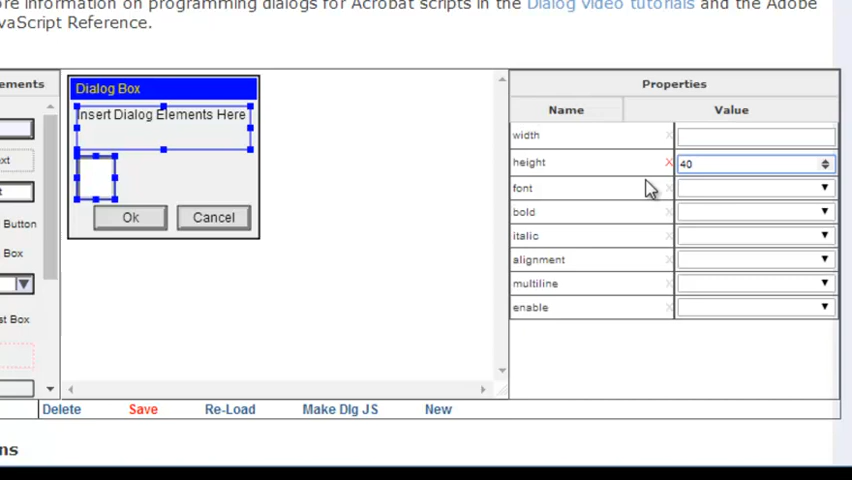 ore information on programming dialogs for Acrobat scripts in the Dialog video tutorials and the Adobe
vaScript Reference.
ements
Properties
Name
Value
Dialog Box
Insert Dialog Elements Here
Ok
Cancel
xt
t
Button
Box
st Box
width
height
x
40
font
bold
italic
alignment
multiline
enable
Delete
Save
Re-Load
Make Dlg JS
New
ns